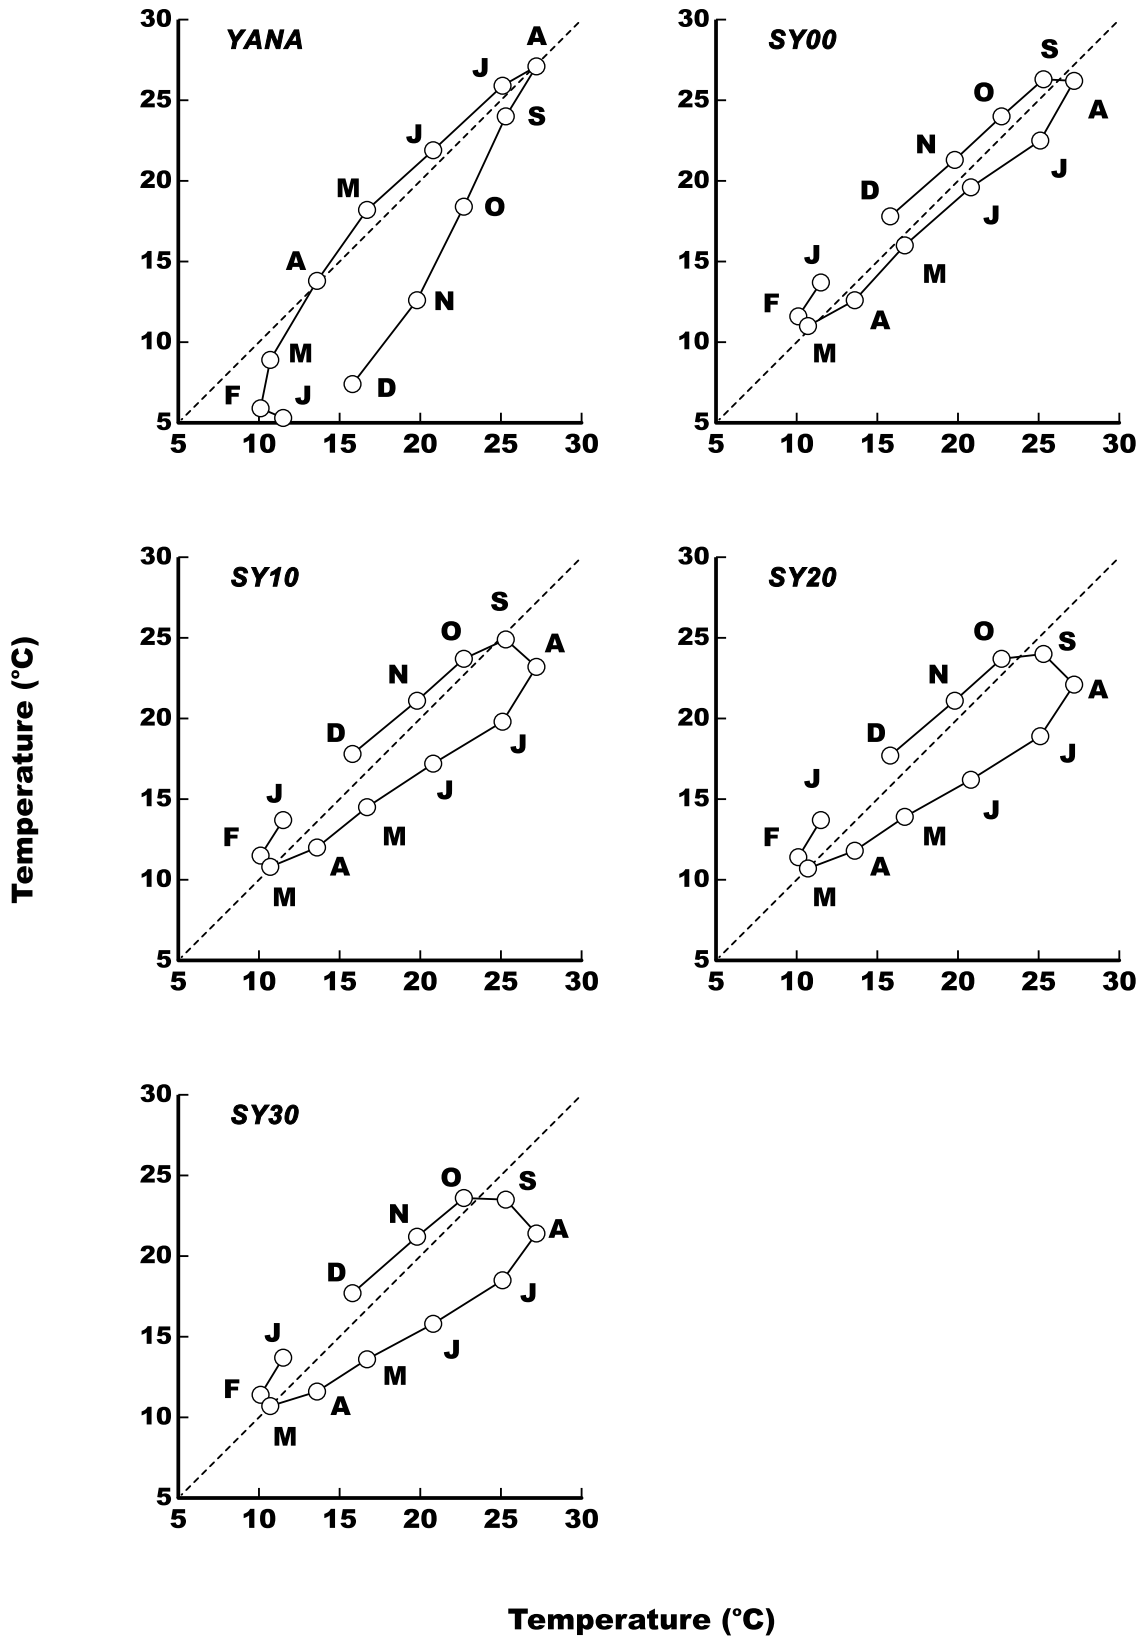 30 YANA A
J
25 S
J
20 M O
15 A N
10 M D
F J
5
5 10 15 20 25 30
30 SY00 S
25 O A
N J
20 D J
15 J M
F A
10 M
5
5 10 15 20 25 30
30 SY10 S
25 O A
N
20 D J
15 J J
F M
10 A
M
5
5 10 15 20 25 30
30 SY20
25 O S
N A
20 D J
15 J J
F M
10 A
M
5
5 10 15 20 25 30
30 SY30
25 O S
N A
20 D J
15 J J
F M
10 A
M
5
5 10 15 20 25 30
Temperature (°C)
Temperature (°C)